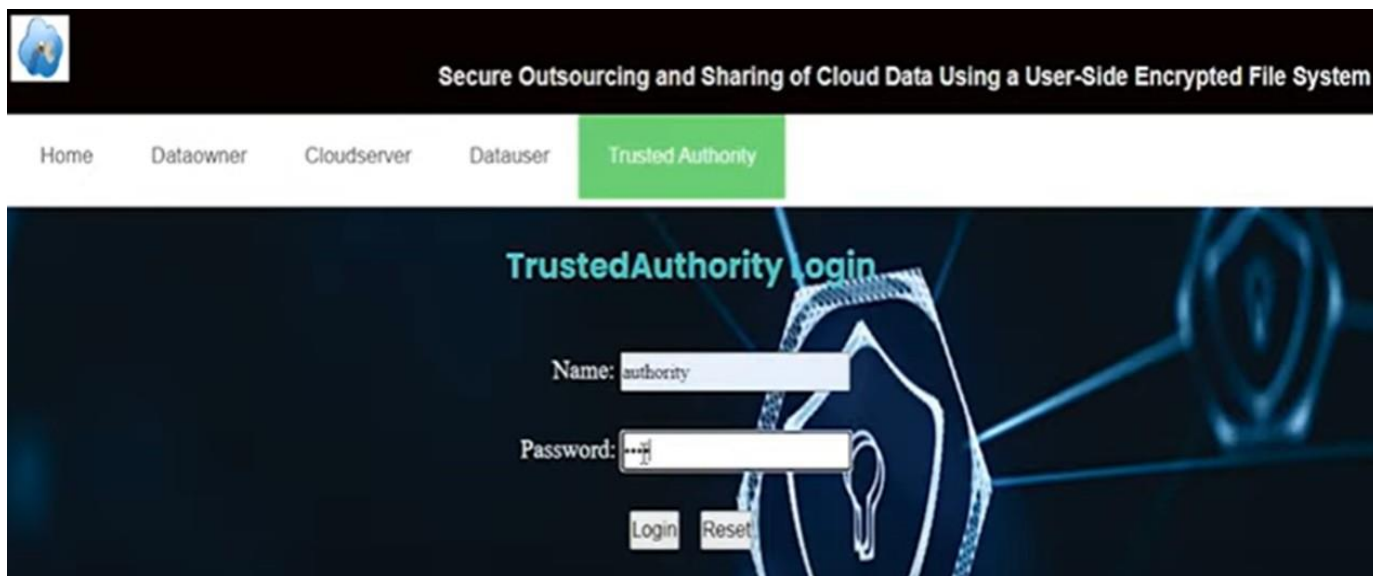 Secure Outsourcing and Sharing of Cloud Data Using a User-Side Encrypted File System
Home Dataowner Cloudserver Datauser Trusted Authority
TrustedAuthority Login
Name: authority
Password: ····
Login Reset